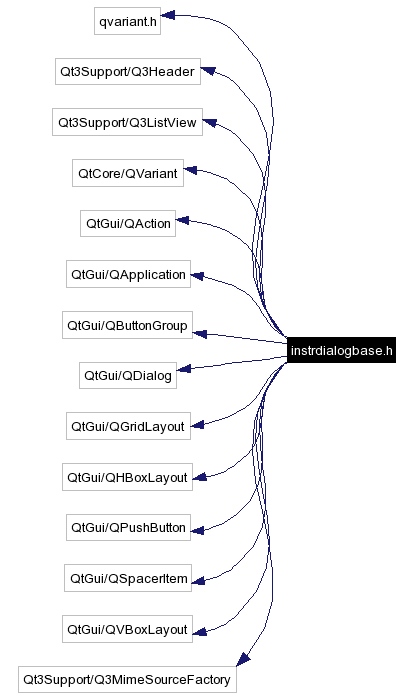 qvariant.h
Qt3Support/Q3Header
Qt3Support/Q3ListView
QtCore/QVariant
QtGui/QAction
QtGui/QApplication
QtGui/QButtonGroup
instrdialogbase.h
QtGui/QDialog
QtGui/QGridLayout
QtGui/QHBoxLayout
QtGui/QPushButton
QtGui/QSpacerItem
QtGui/QVBoxLayout
Qt3Support/Q3MimeSourceFactory